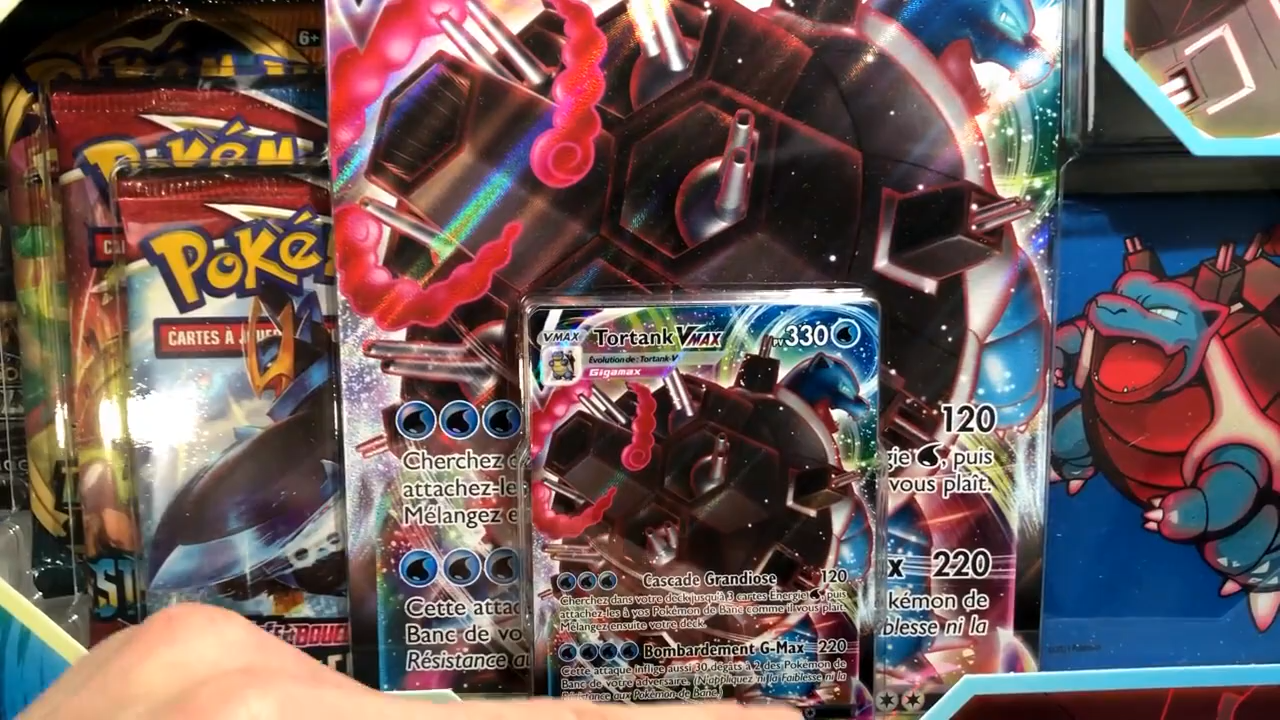 6+
POKÉM
POKÉ
CARTES À JOUER
ST
VMAX
Tortank VMAX
PV 330
Évolution de : Tortank-V
Gigamax
Cascade Grandiose 120
Cherchez dans votre deck jusqu'à 3 cartes Énergie, puis
attachez-les à vos Pokémon de Banc comme il vous plaît.
Mélangez ensuite votre deck.
Bombardement G-Max 220
Cette attaque inflige aussi 30 dégâts à 2 des Pokémon de
Banc de votre adversaire. (N'appliquez ni la Faiblesse ni la
Résistance aux Pokémon de Banc.)
120
Cherchez d
gie , puis
attachez-le
vous plaît.
Mélangez e
x 220
Cette attac
kémon de
Banc de vo
blesse ni la
Résistance au